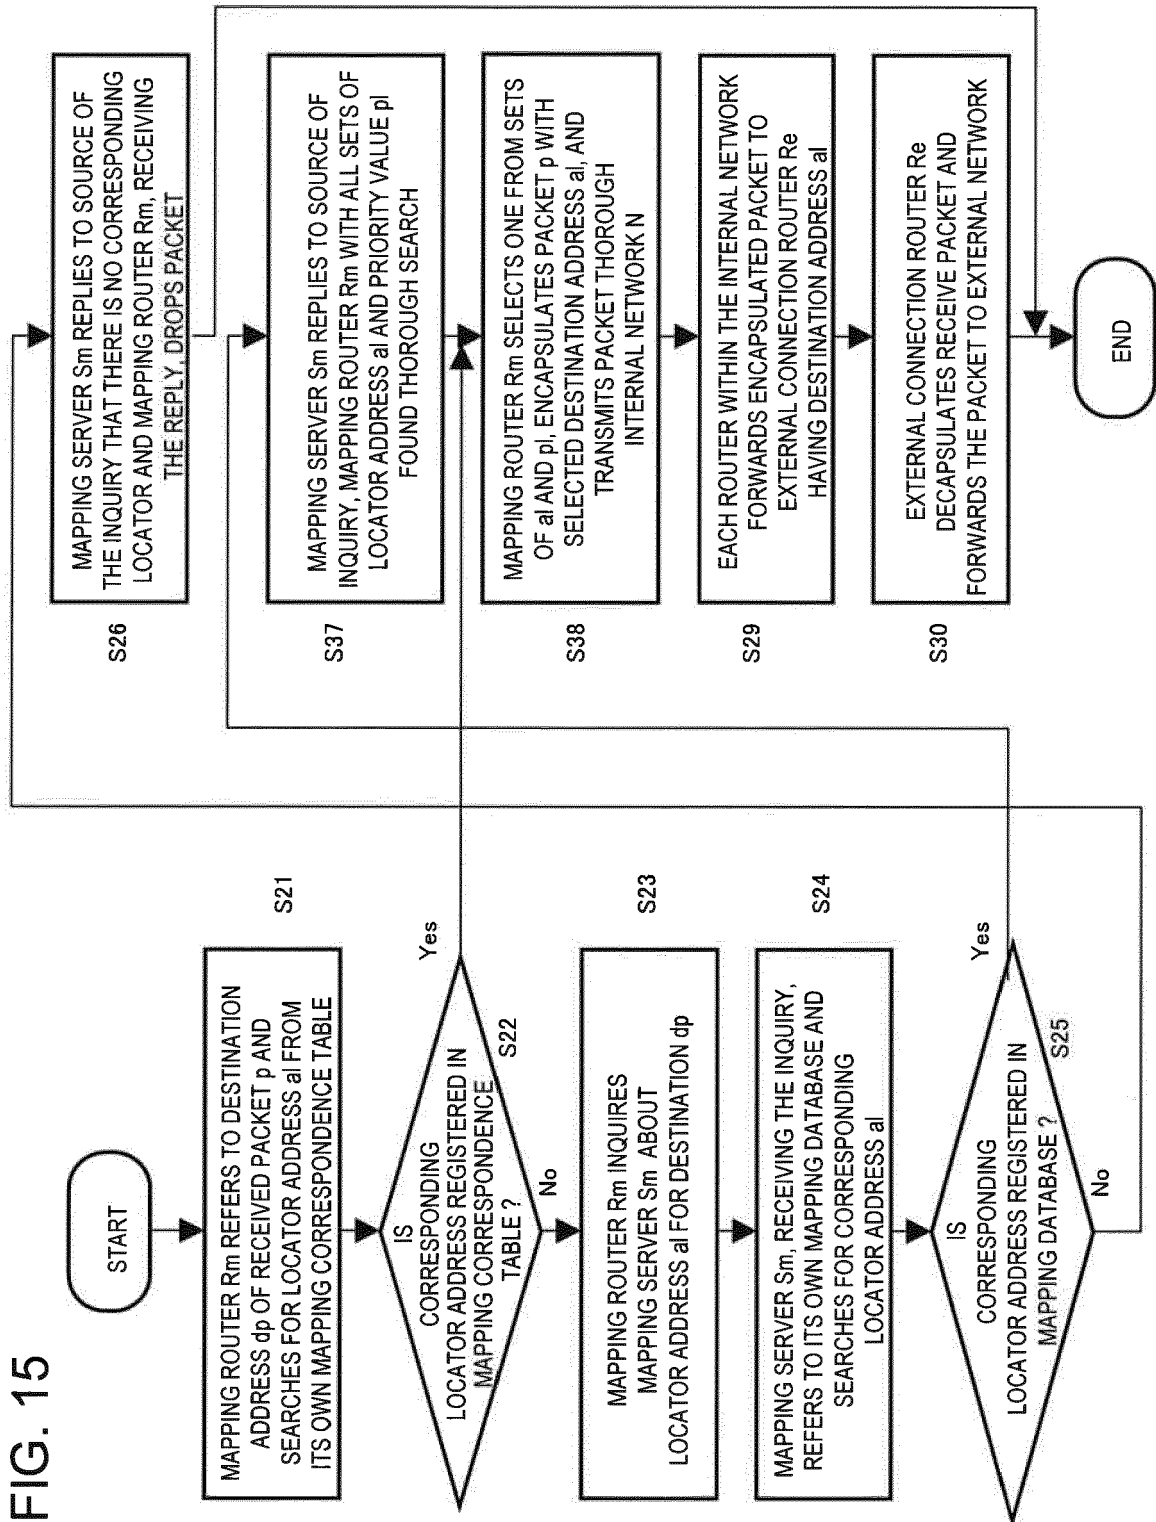 FIG. 15
START
MAPPING ROUTER Rm REFERS TO DESTINATION
ADDRESS dp OF RECEIVED PACKET p AND
SEARCHES FOR LOCATOR ADDRESS al FROM
ITS OWN MAPPING CORRESPONDENCE TABLE
S21
IS
CORRESPONDING
LOCATOR ADDRESS REGISTERED IN
MAPPING CORRESPONDENCE
TABLE ?
S22
Yes
No
MAPPING ROUTER Rm INQUIRES
MAPPING SERVER Sm ABOUT
LOCATOR ADDRESS al FOR DESTINATION dp
S23
MAPPING SERVER Sm, RECEIVING THE INQUIRY,
REFERS TO ITS OWN MAPPING DATABASE AND
SEARCHES FOR CORRESPONDING
LOCATOR ADDRESS al
S24
IS
CORRESPONDING
LOCATOR ADDRESS REGISTERED IN
MAPPING DATABASE ?
S25
Yes
No
MAPPING SERVER Sm REPLIES TO SOURCE OF
THE INQUIRY THAT THERE IS NO CORRESPONDING
LOCATOR AND MAPPING ROUTER Rm, RECEIVING
THE REPLY, DROPS PACKET
S26
MAPPING SERVER Sm REPLIES TO SOURCE OF
INQUIRY, MAPPING ROUTER Rm WITH ALL SETS OF
LOCATOR ADDRESS al AND PRIORITY VALUE pl
FOUND THOROUGH SEARCH
S37
MAPPING ROUTER Rm SELECTS ONE FROM SETS
OF al AND pl, ENCAPSULATES PACKET p WITH
SELECTED DESTINATION ADDRESS al, AND
TRANSMITS PACKET THOROUGH
INTERNAL NETWORK N
S38
EACH ROUTER WITHIN THE INTERNAL NETWORK
FORWARDS ENCAPSULATED PACKET TO
EXTERNAL CONNECTION ROUTER Re
HAVING DESTINATION ADDRESS al
S29
EXTERNAL CONNECTION ROUTER Re
DECAPSULATES RECEIVE PACKET AND
FORWARDS THE PACKET TO EXTERNAL NETWORK
S30
END